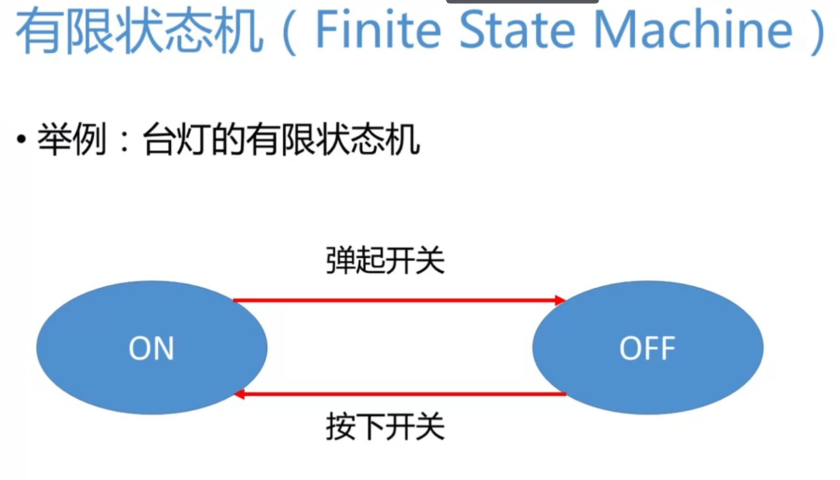 有限状态机（Finite State Machine）
• 举例：台灯的有限状态机
弹起开关
ON
OFF
按下开关